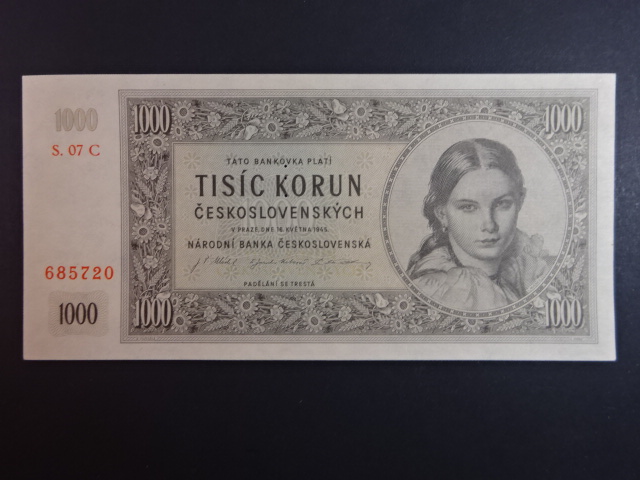 1000
1000
1000
S. 07 C
TATO BANKOVKA PLATÍ
TISÍC KORUN
ČESKOSLOVENSKÝCH
V PRAZE DNE 16. KVĚTNA 1945.
NÁRODNÍ BANKA ČESKOSLOVENSKÁ
685720
PADĚLÁNÍ SE TRESTÁ
1000
1000
1000